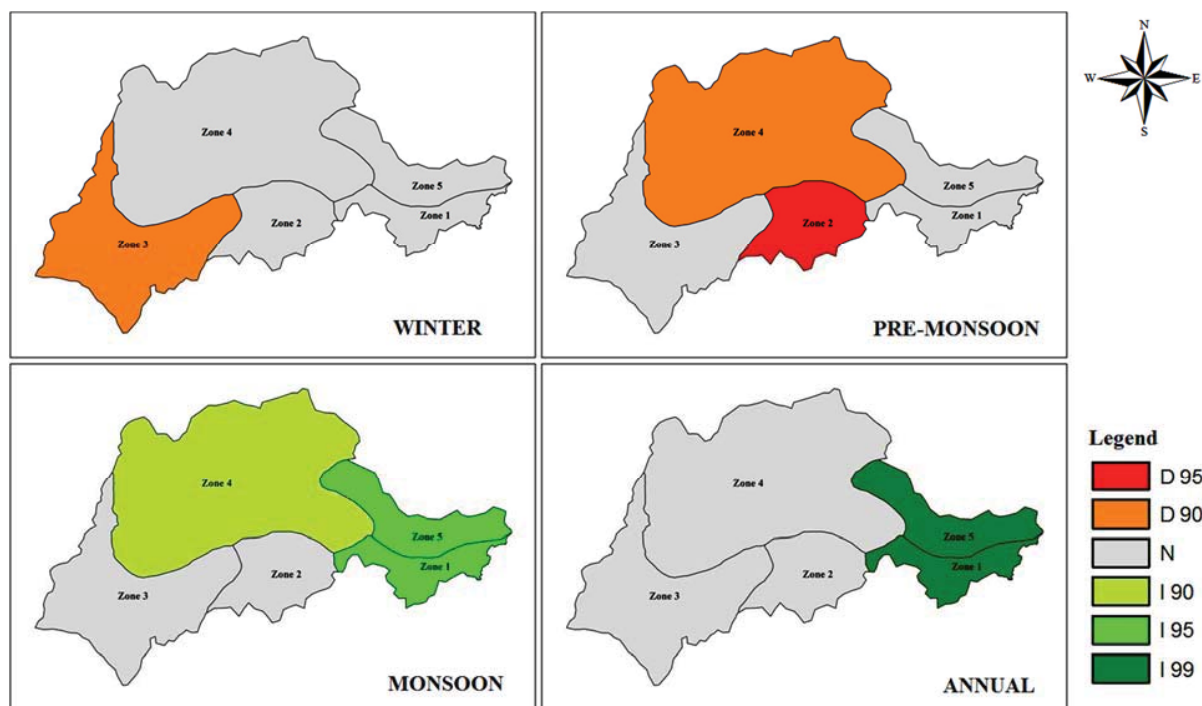 Zone 4
Zone 5
Zone 2
Zone 1
Zone 3
WINTER
Zone 4
Zone 5
Zone 2
Zone 1
Zone 3
PRE-MONSOON
N
W
E
S
Zone 4
Zone 5
Zone 2
Zone 1
Zone 3
MONSOON
Zone 4
Zone 5
Zone 2
Zone 1
Zone 3
ANNUAL
Legend
D 95
D 90
N
I 90
I 95
I 99